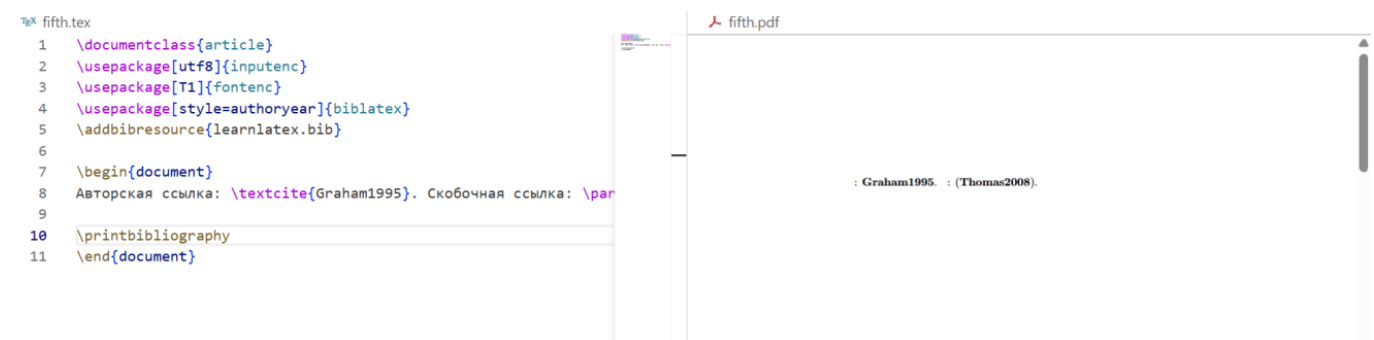 TEX fifth.tex
1 \documentclass{article}
2 \usepackage[utf8]{inputenc}
3 \usepackage[T1]{fontenc}
4 \usepackage[style=authoryear]{biblatex}
5 \addbibresource{learnlatex.bib}
6
7 \begin{document}
8 Авторская ссылка: \textcite{Graham1995}. Скобочная ссылка: \par
9
10 \printbibliography
11 \end{document}
fifth.pdf
: Graham1995. : (Thomas2008).